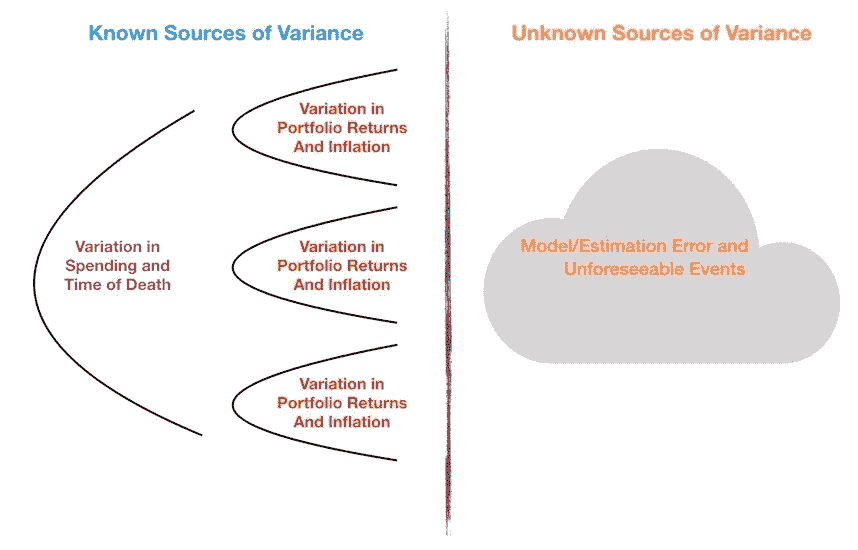 Known Sources of Variance
Unknown Sources of Variance
Variation in
Portfolio Returns
And Inflation
Variation in
Spending and
Time of Death
Variation in
Portfolio Returns
And Inflation
Variation in
Portfolio Returns
And Inflation
Model/Estimation Error and
Unforeseeable Events